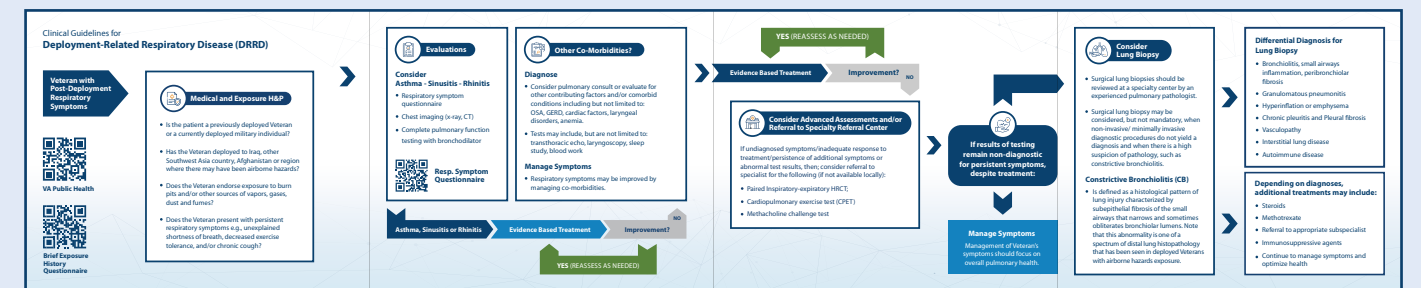 Clinical Guidelines for
Deployment-Related Respiratory Disease (DRRD)
Veteran with
Post-Deployment
Respiratory
Symptoms
VA Public Health
Brief Exposure
History
Questionnaire
Medical and Exposure H&P
• Is the patient a previously deployed Veteran
or a currently deployed military individual?
• Has the Veteran deployed to Iraq, other
Southwest Asia country, Afghanistan or region
where there may have been airborne hazards?
• Does the Veteran endorse exposure to burn
pits and/or other sources of vapors, gases,
dust and fumes?
• Does the Veteran present with persistent
respiratory symptoms e.g., unexplained
shortness of breath, decreased exercise
tolerance, and/or chronic cough?
Evaluations
Consider
Asthma - Sinusitis - Rhinitis
• Respiratory symptom
questionnaire
• Chest imaging (x-ray, CT)
• Complete pulmonary function
testing with bronchodilator
Resp. Symptom
Questionnaire
Other Co-Morbidities?
Diagnose
• Consider pulmonary consult or evaluate for
other contributing factors and/or comorbid
conditions including but not limited to:
OSA, GERD, cardiac factors, laryngeal
disorders, anemia.
• Tests may include, but are not limited to:
transthoracic echo, laryngoscopy, sleep
study, blood work
Manage Symptoms
• Respiratory symptoms may be improved by
managing co-morbidities.
Asthma, Sinusitis or Rhinitis
Evidence Based Treatment
Improvement?
NO
YES (REASSESS AS NEEDED)
YES (REASSESS AS NEEDED)
Evidence Based Treatment
Improvement?
NO
Consider Advanced Assessments and/or
Referral to Specialty Referral Center
If undiagnosed symptoms/inadequate response to
treatment/persistence of additional symptoms or
abnormal test results, then; consider referral to
specialist for the following (if not available locally):
• Paired Inspiratory-expiratory HRCT;
• Cardiopulmonary exercise test (CPET)
• Methacholine challenge test
If results of testing
remain non-diagnostic
for persistent symptoms,
despite treatment:
Manage Symptoms
Management of Veteran's
symptoms should focus on
overall pulmonary health.
Consider
Lung Biopsy
• Surgical lung biopsies should be
reviewed at a specialty center by an
experienced pulmonary pathologist.
• Surgical lung biopsy may be
considered, but not mandatory, when
non-invasive/ minimally invasive
diagnostic procedures do not yield a
diagnosis and when there is a high
suspicion of pathology, such as
constrictive bronchiolitis.
Constrictive Bronchiolitis (CB)
• Is defined as a histological pattern of
lung injury characterized by
subepithelial fibrosis of the small
airways that narrows and sometimes
obliterates bronchiolar lumens. Note
that this abnormality is one of a
spectrum of distal lung histopathology
that has been seen in deployed Veterans
with airborne hazards exposure.
Differential Diagnosis for
Lung Biopsy
• Bronchiolitis, small airways
inflammation, peribronchiolar
fibrosis
• Granulomatous pneumonitis
• Hyperinflation or emphysema
• Chronic pleuritis and Pleural fibrosis
• Vasculopathy
• Interstitial lung disease
• Autoimmune disease
Depending on diagnoses,
additional treatments may include:
• Steroids
• Methotrexate
• Referral to appropriate subspecialist
• Immunosuppressive agents
• Continue to manage symptoms and
optimize health